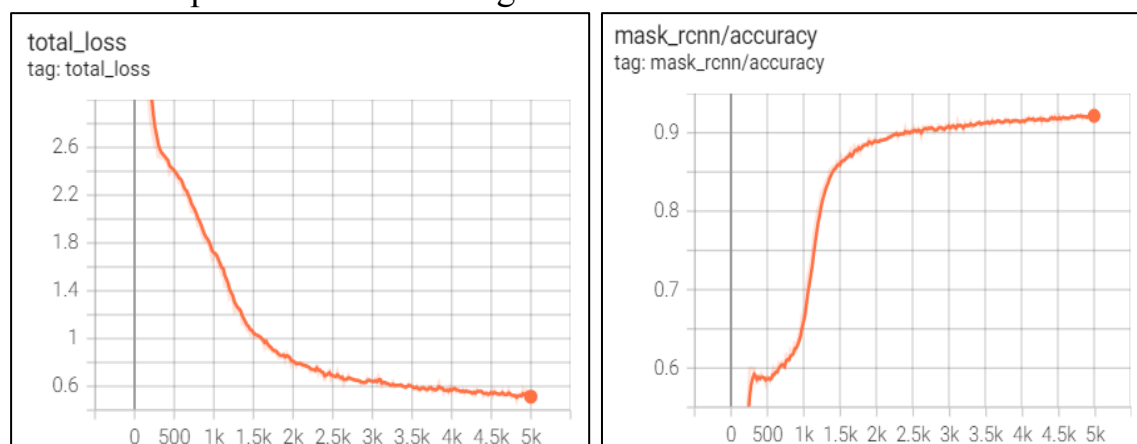 total_loss
tag: total_loss
2.6
2.2
1.8
1.4
1
0.6
0 500 1k 1.5k 2k 2.5k 3k 3.5k 4k 4.5k 5k
mask_rcnn/accuracy
tag: mask_rcnn/accuracy
0.9
0.8
0.7
0.6
0 500 1k 1.5k 2k 2.5k 3k 3.5k 4k 4.5k 5k